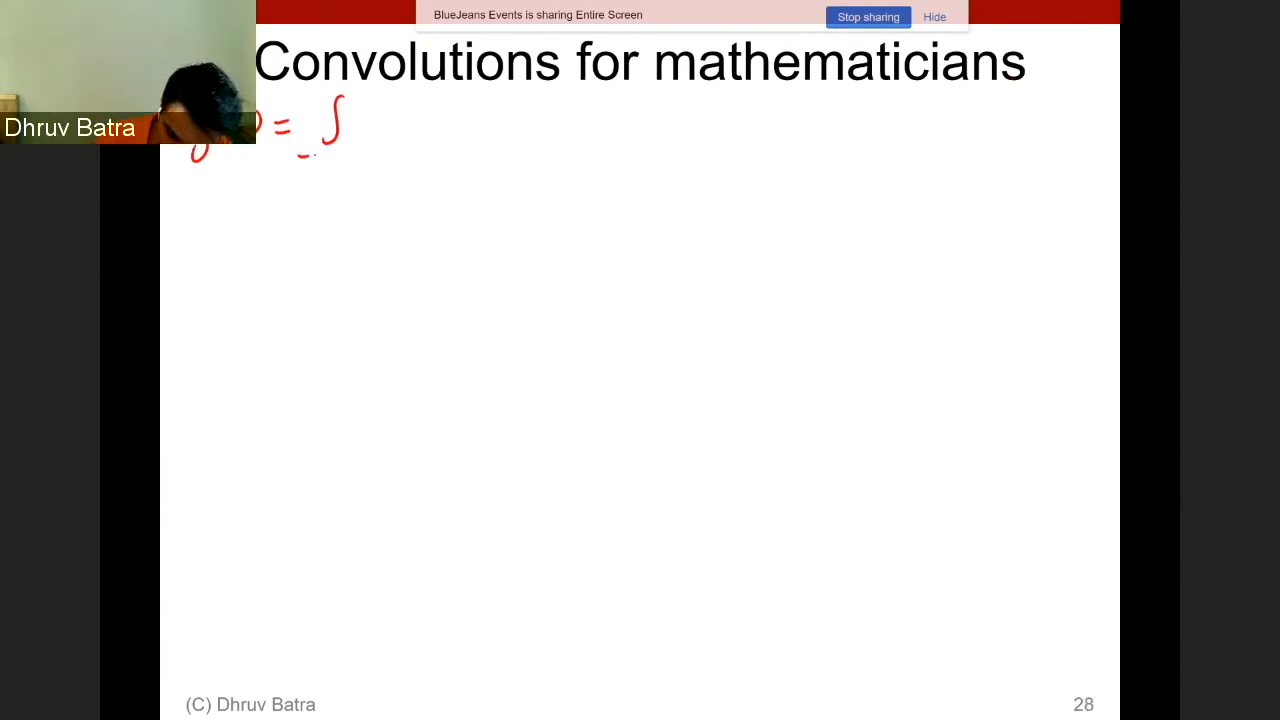 BlueJeans Events is sharing Entire Screen Stop sharing Hide
Convolutions for mathematicians
Dhruv Batra
= ∫
(C) Dhruv Batra 28